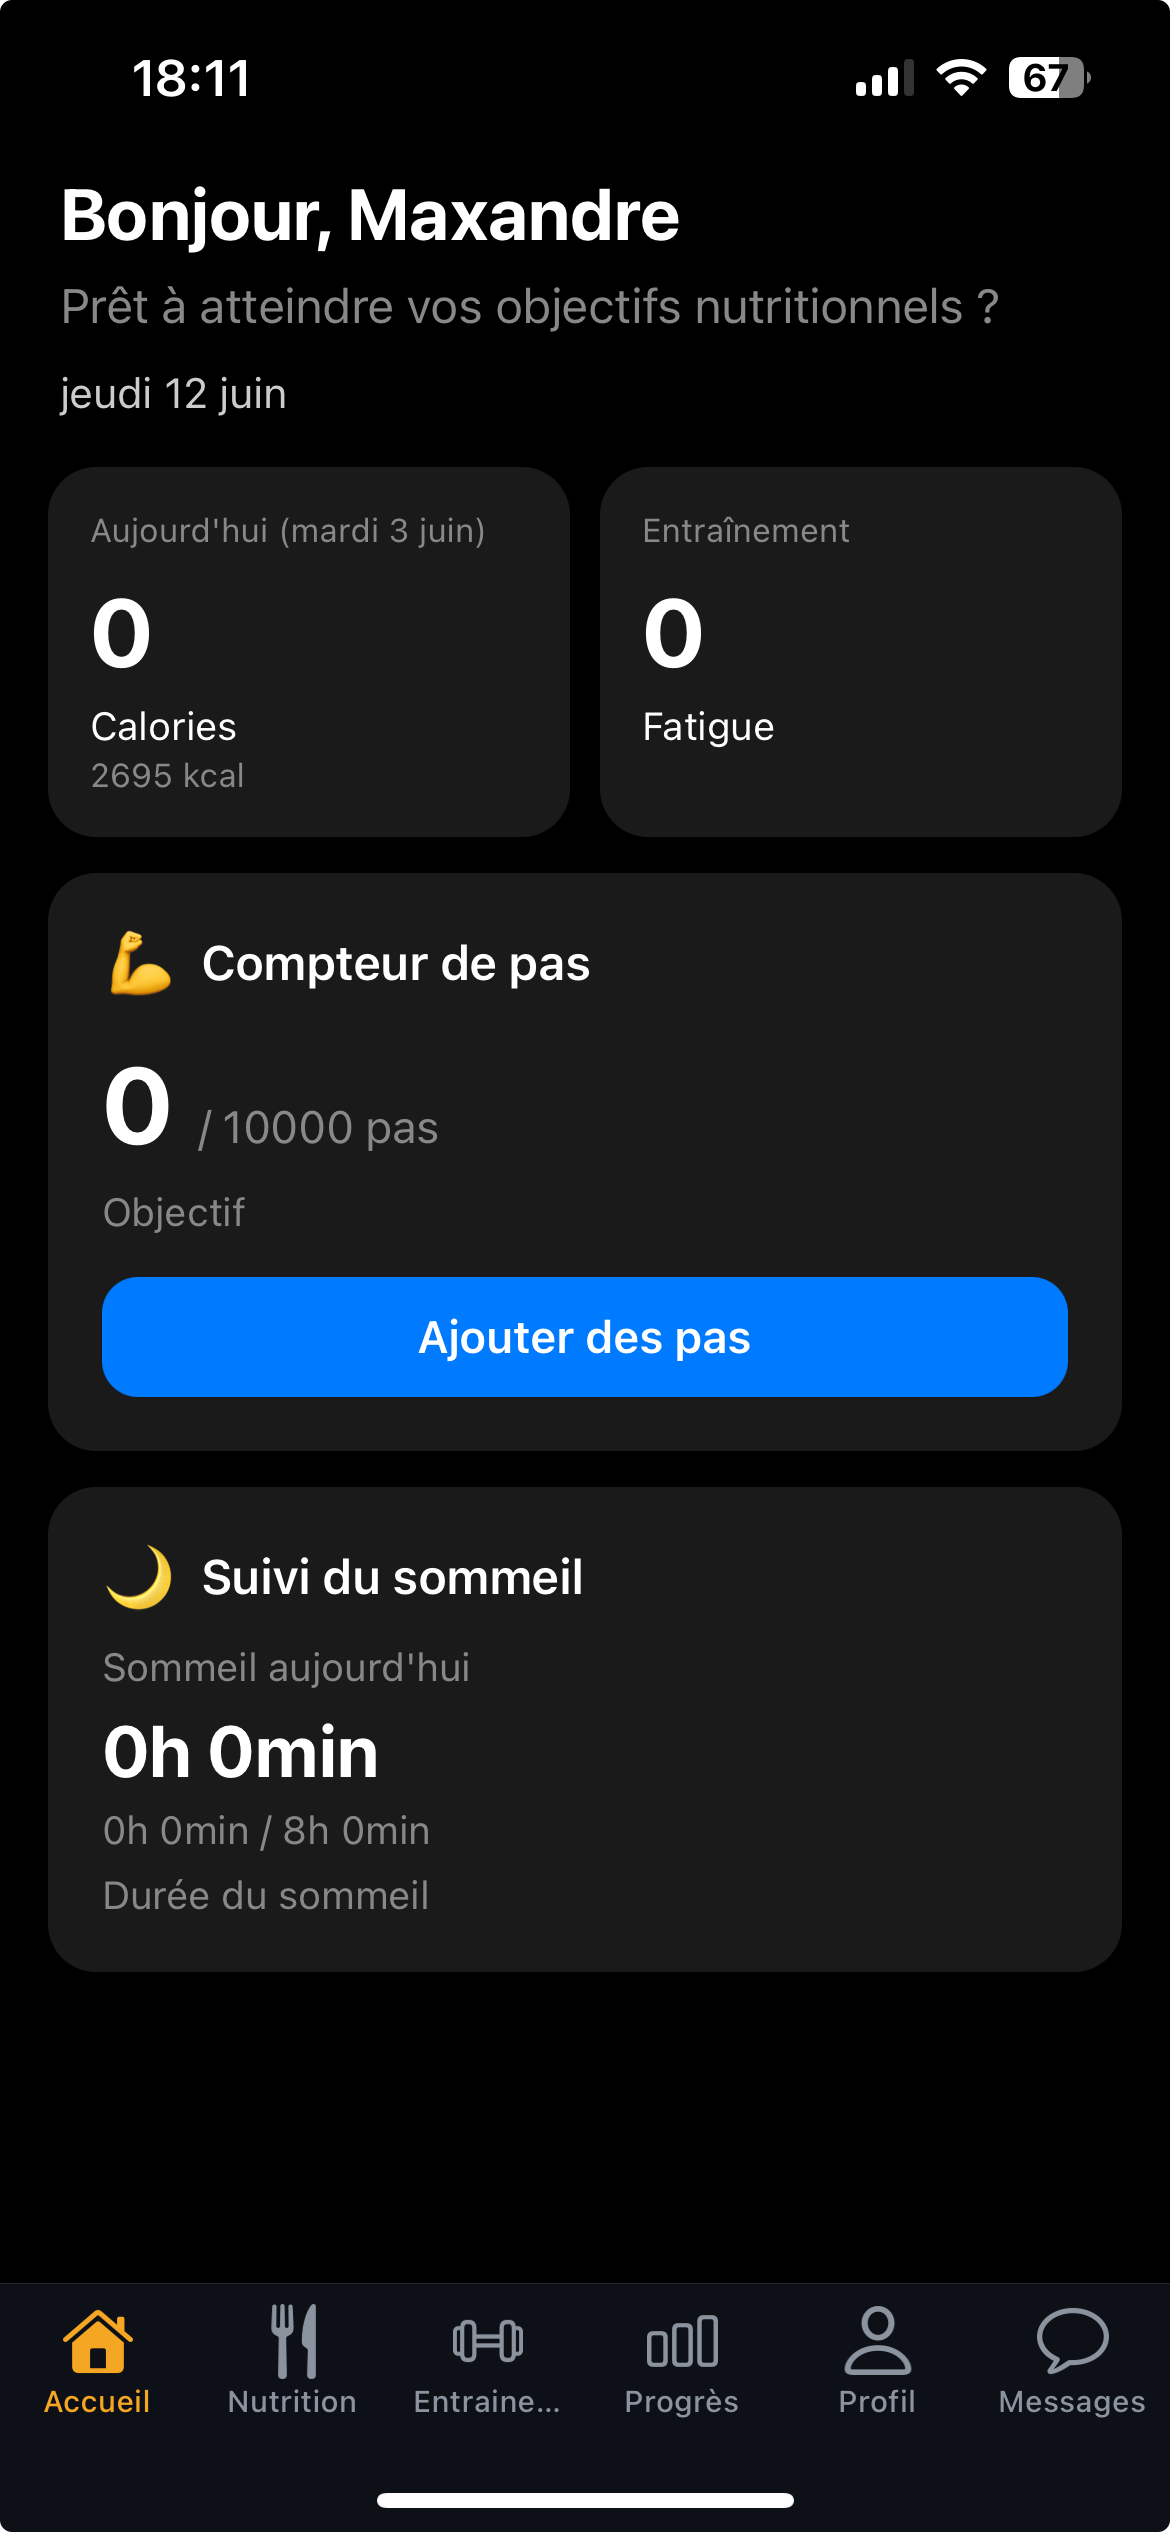 18:11
67
Bonjour, Maxandre
Prêt à atteindre vos objectifs nutritionnels ?
jeudi 12 juin
Aujourd'hui (mardi 3 juin)
0
Calories
2695 kcal
Entraînement
0
Fatigue
Compteur de pas
0 / 10000 pas
Objectif
Ajouter des pas
Suivi du sommeil
Sommeil aujourd'hui
0h 0min
0h 0min / 8h 0min
Durée du sommeil
Accueil
Nutrition
Entraine...
Progrès
Profil
Messages